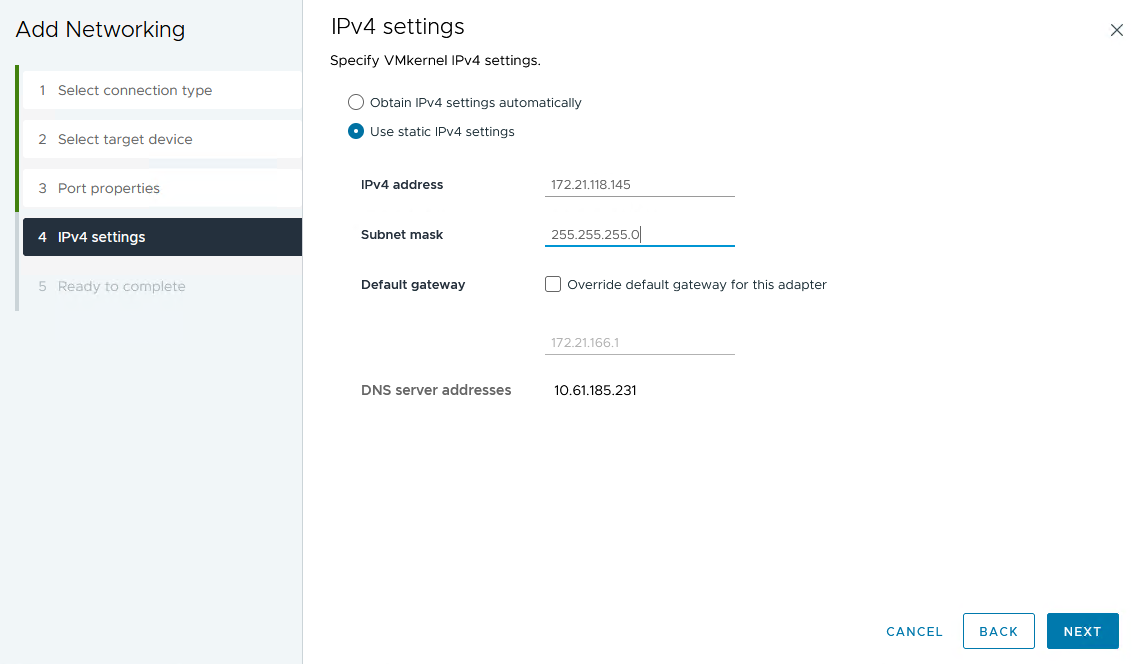 Add Networking
1 Select connection type
2 Select target device
3 Port properties
4 IPv4 settings
5 Ready to complete
IPv4 settings
Specify VMkernel IPv4 settings.
Obtain IPv4 settings automatically
Use static IPv4 settings
IPv4 address 172.21.118.145
Subnet mask 255.255.255.0
Default gateway Override default gateway for this adapter
172.21.166.1
DNS server addresses 10.61.185.231
CANCEL BACK NEXT